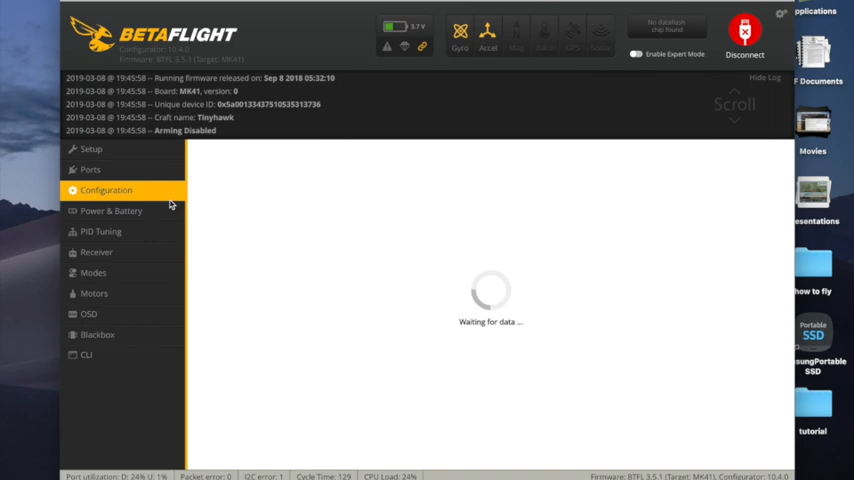 BETAFLIGHT
Configurator: 10.4.0
Firmware: BTFL 3.5.1 (Target: MK41)
3.7 V
Gyro
Accel
Mag
Baro
GPS
Sonar
No dataflash
chip found
Enable Expert Mode
Disconnect
2019-03-08 @ 19:45:58 -- Running firmware released on: Sep 8 2018 05:32:10
Hide Log
2019-03-08 @ 19:45:58 -- Board: MK41, version: 0
2019-03-08 @ 19:45:58 -- Unique device ID: 0x5a00133437510535313736
Scroll
2019-03-08 @ 19:45:58 -- Craft name: Tinyhawk
2019-03-08 @ 19:45:58 -- Arming Disabled
Setup
Ports
Configuration
Power & Battery
PID Tuning
Receiver
Modes
Motors
OSD
Blackbox
CLI
Waiting for data ...
Port utilization: D: 24% U: 1%
Packet error: 0
I2C error: 1
Cycle Time: 129
CPU Load: 24%
Firmware: BTFL 3.5.1 (Target: MK41), Configurator: 10.4.0
pplications
F Documents
Movies
esentations
how to fly
Portable
SSD
sungPortable
SSD
tutorial